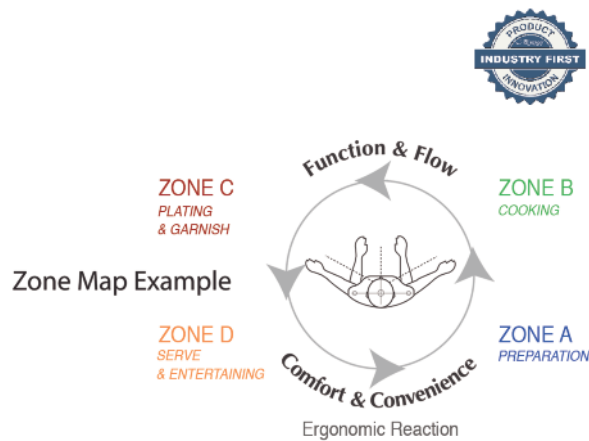 PRODUCT
INDUSTRY FIRST
INNOVATION
Function & Flow
ZONE C
PLATING
& GARNISH
ZONE B
COOKING
Zone Map Example
ZONE D
SERVE
& ENTERTAINING
ZONE A
PREPARATION
Comfort & Convenience
Ergonomic Reaction